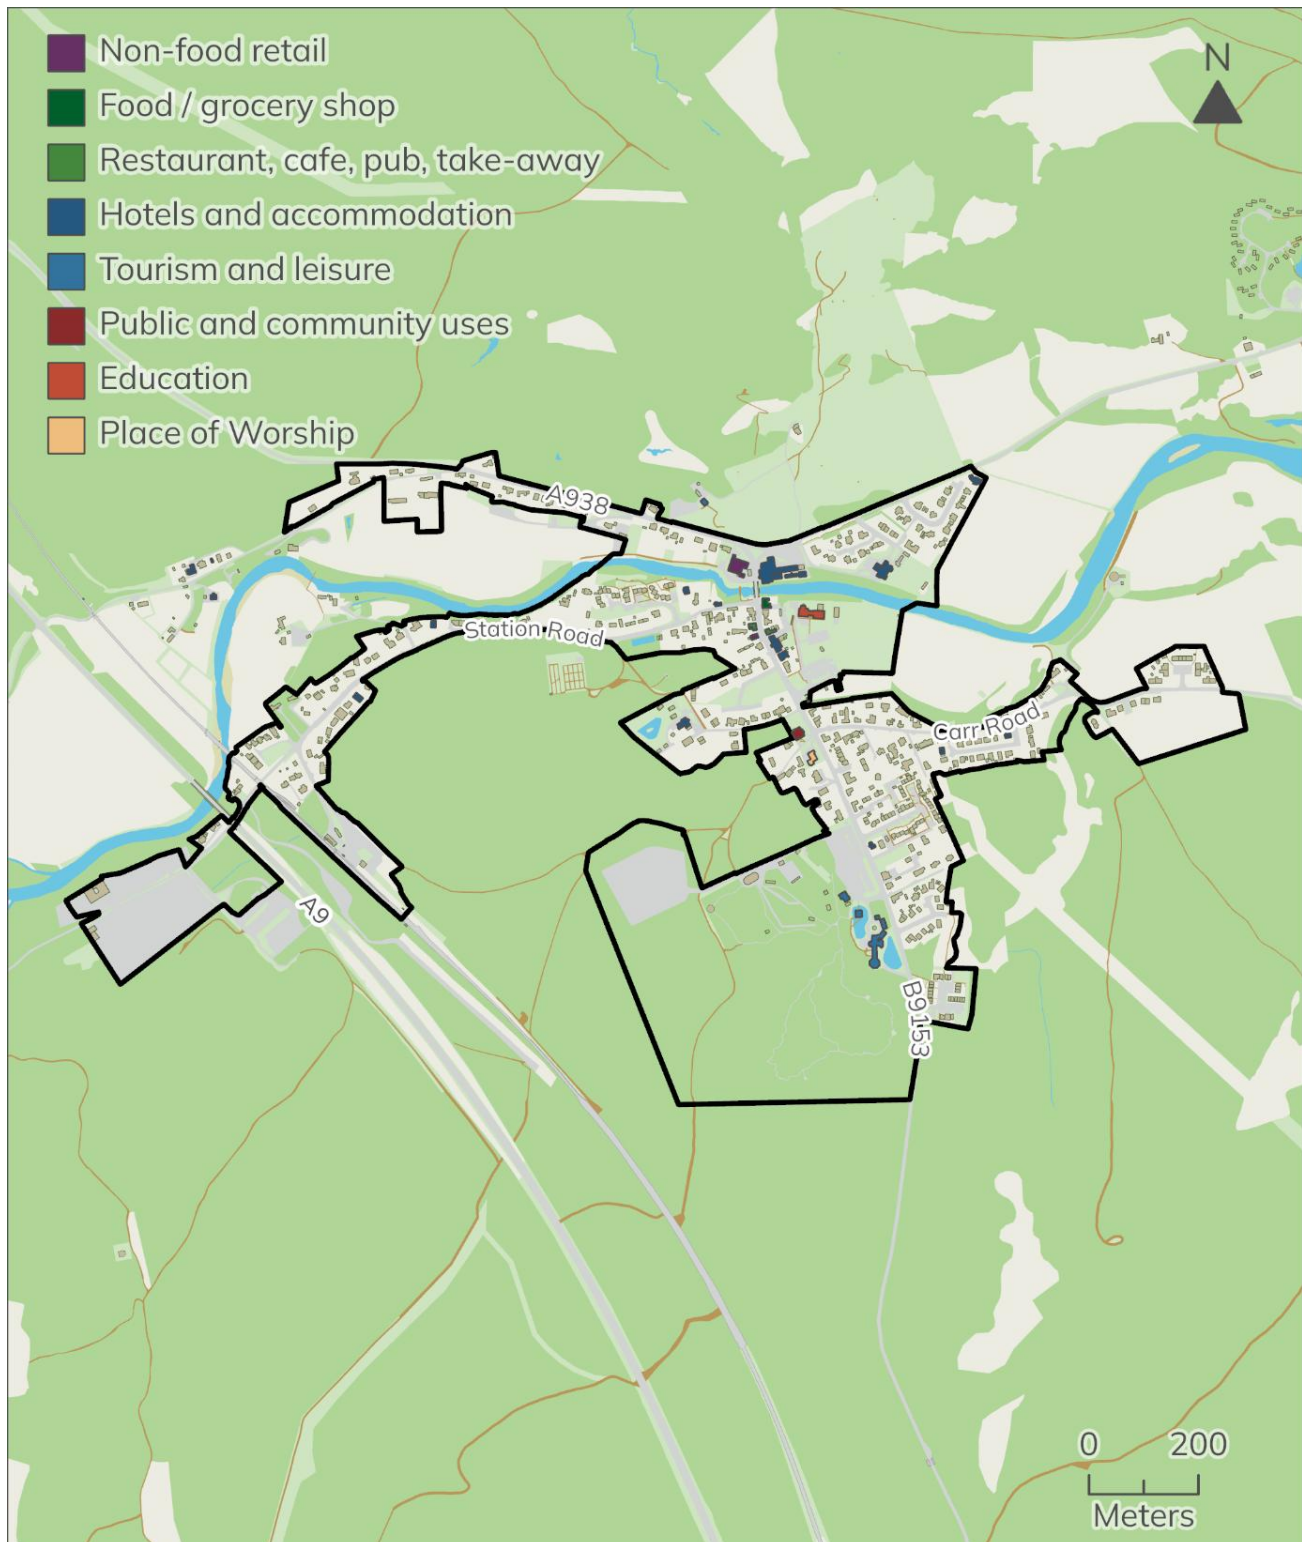 Non-food retail
N
Food / grocery shop
Restaurant, cafe, pub, take-away
Hotels and accommodation
Tourism and leisure
Public and community uses
Education
Place of Worship
A938
Station Road
Carr Road
A9
B9153
0 200
Meters